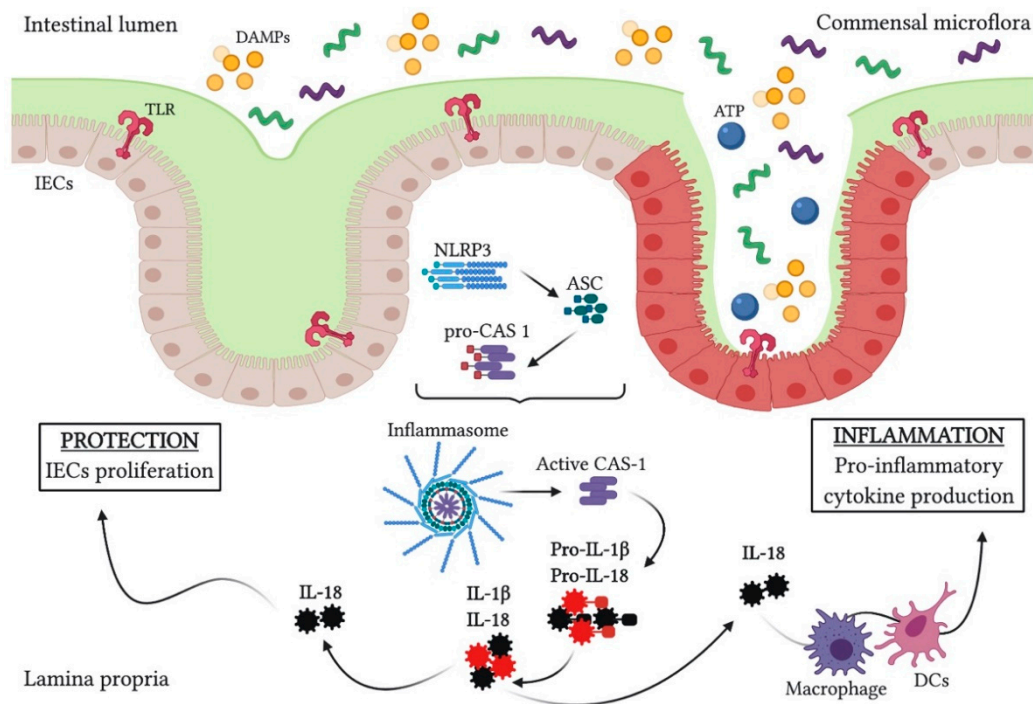 Intestinal lumen
Commensal microflora
DAMPs
TLR
ATP
IECs
NLRP3
ASC
pro-CAS 1
PROTECTION
IECs proliferation
Inflammasome
Active CAS-1
INFLAMMATION
Pro-inflammatory
cytokine production
Pro-IL-1β
Pro-IL-18
IL-18
IL-18
IL-1β
IL-18
Lamina propria
Macrophage
DCs